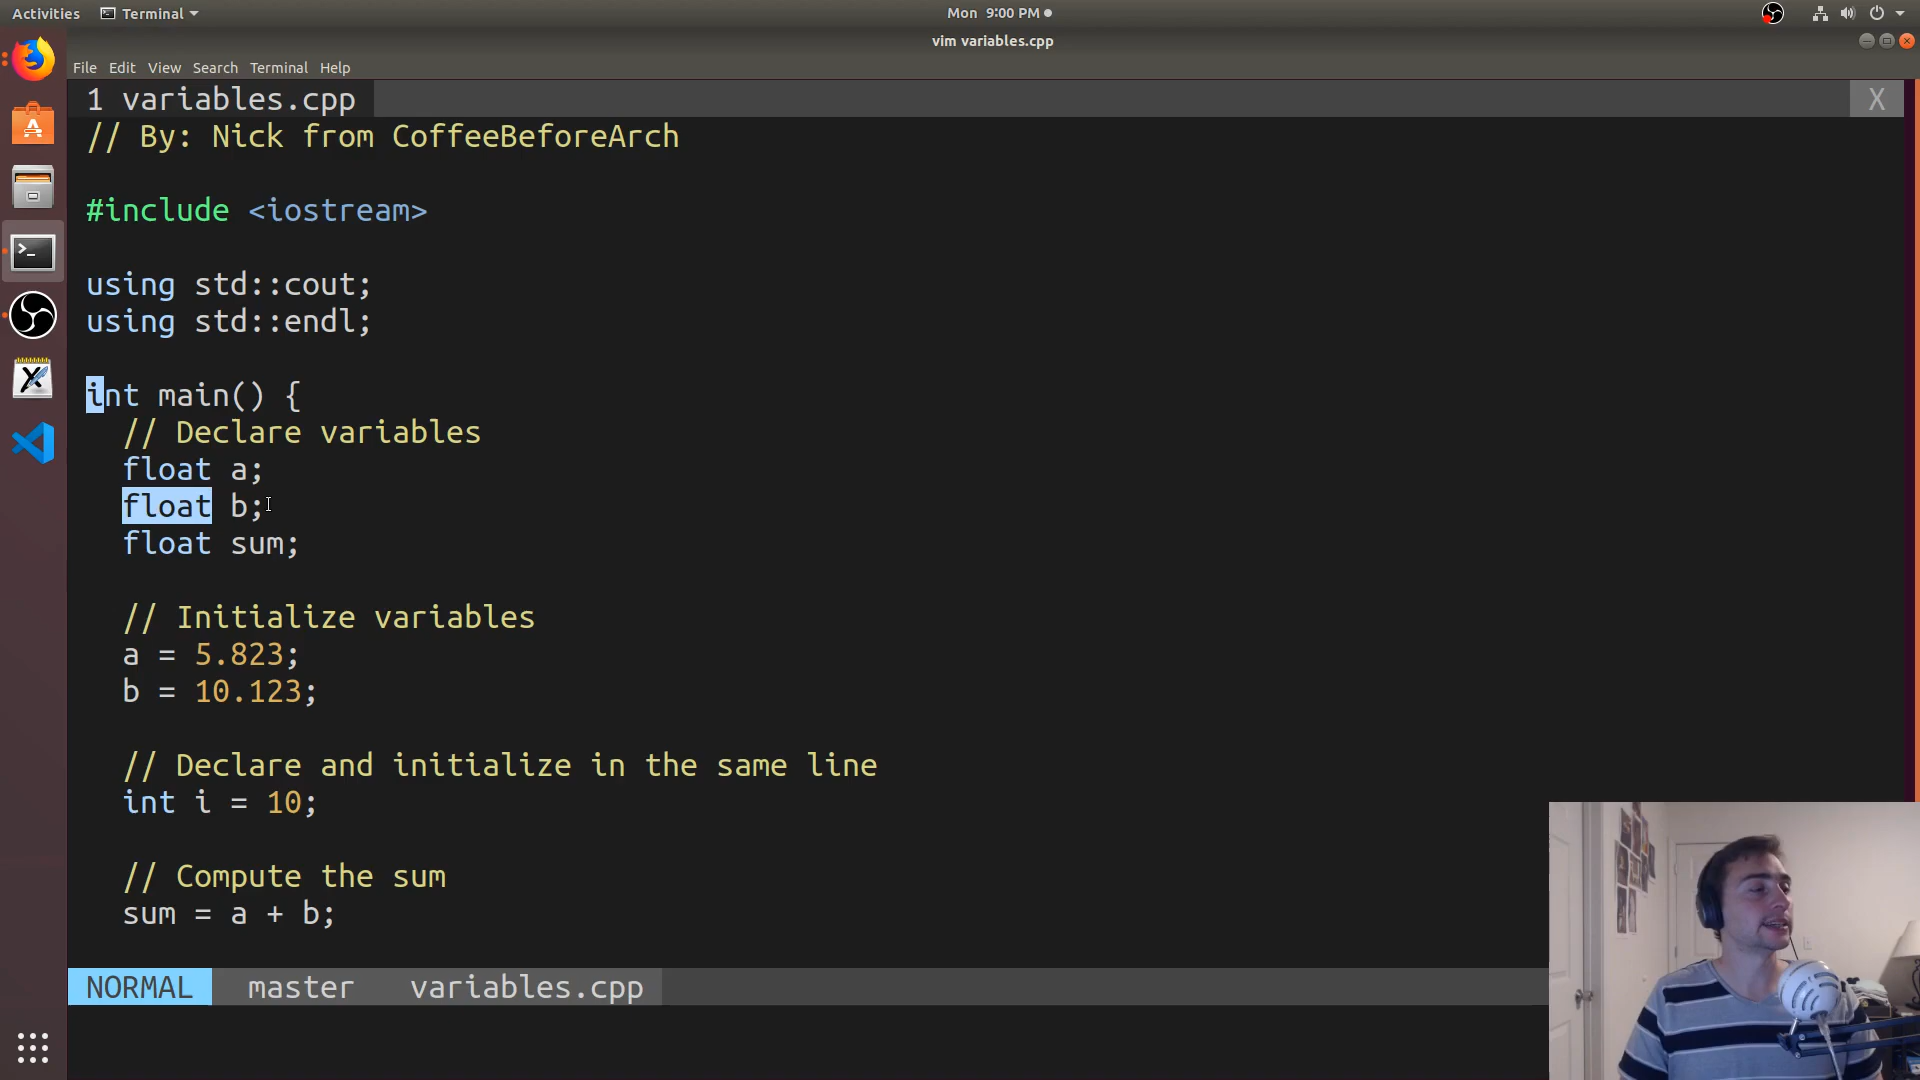 Activities Terminal Mon 9:00 PM
vim variables.cpp
File Edit View Search Terminal Help
1 variables.cpp X
// By: Nick from CoffeeBeforeArch
#include <iostream>
using std::cout;
using std::endl;
int main() {
// Declare variables
float a;
float b;
float sum;
// Initialize variables
a = 5.823;
b = 10.123;
// Declare and initialize in the same line
int i = 10;
// Compute the sum
sum = a + b;
NORMAL master variables.cpp